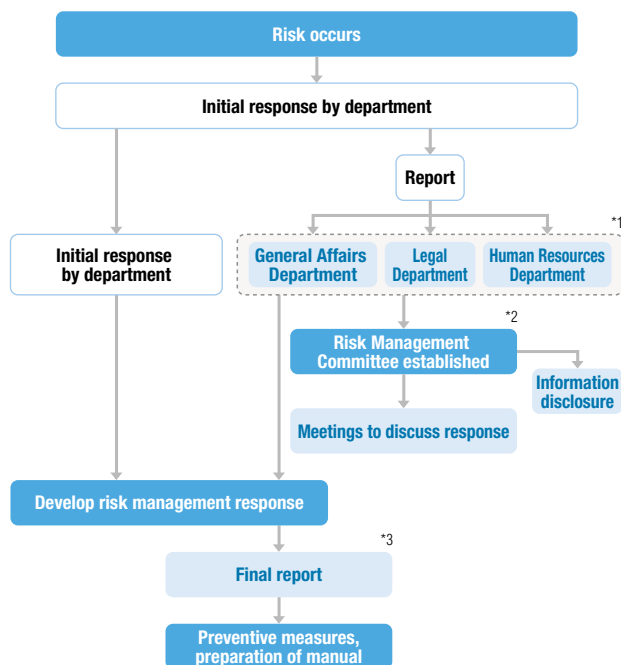 Risk occurs
Initial response by department
Report
*1
Initial response
by department
General Affairs
Department
Legal
Department
Human Resources
Department
*2
Risk Management
Committee established
Information
disclosure
Meetings to discuss response
Develop risk management response
*3
Final report
Preventive measures,
preparation of manual